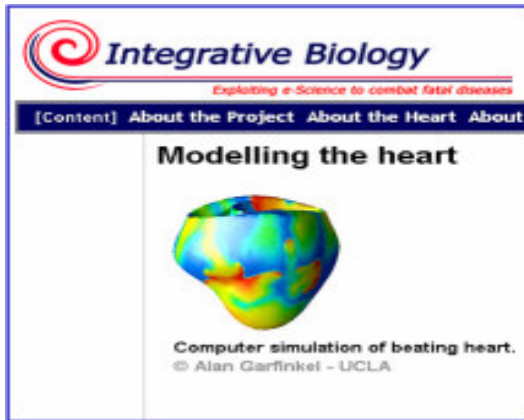 Integrative Biology
Exploiting e-Science to combat fatal diseases
[Content] About the Project About the Heart About
Modelling the heart
Computer simulation of beating heart.
© Alan Garfinkel - UCLA